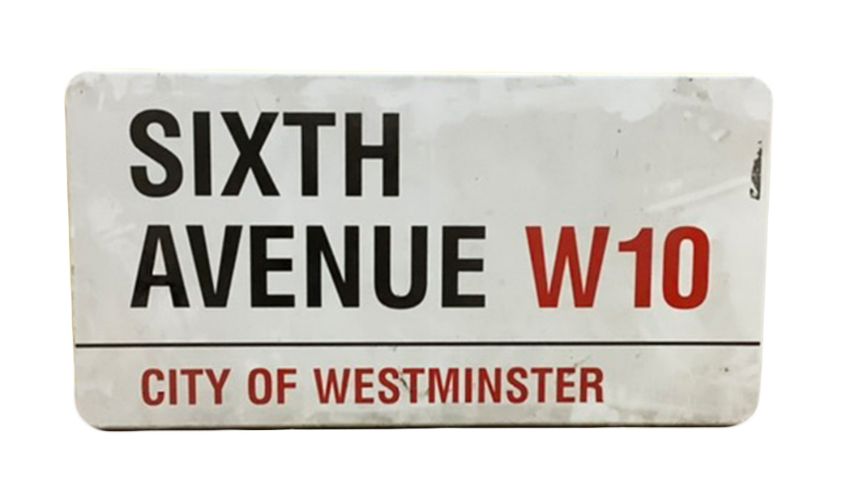 SIXTH
AVENUE W10
CITY OF WESTMINSTER